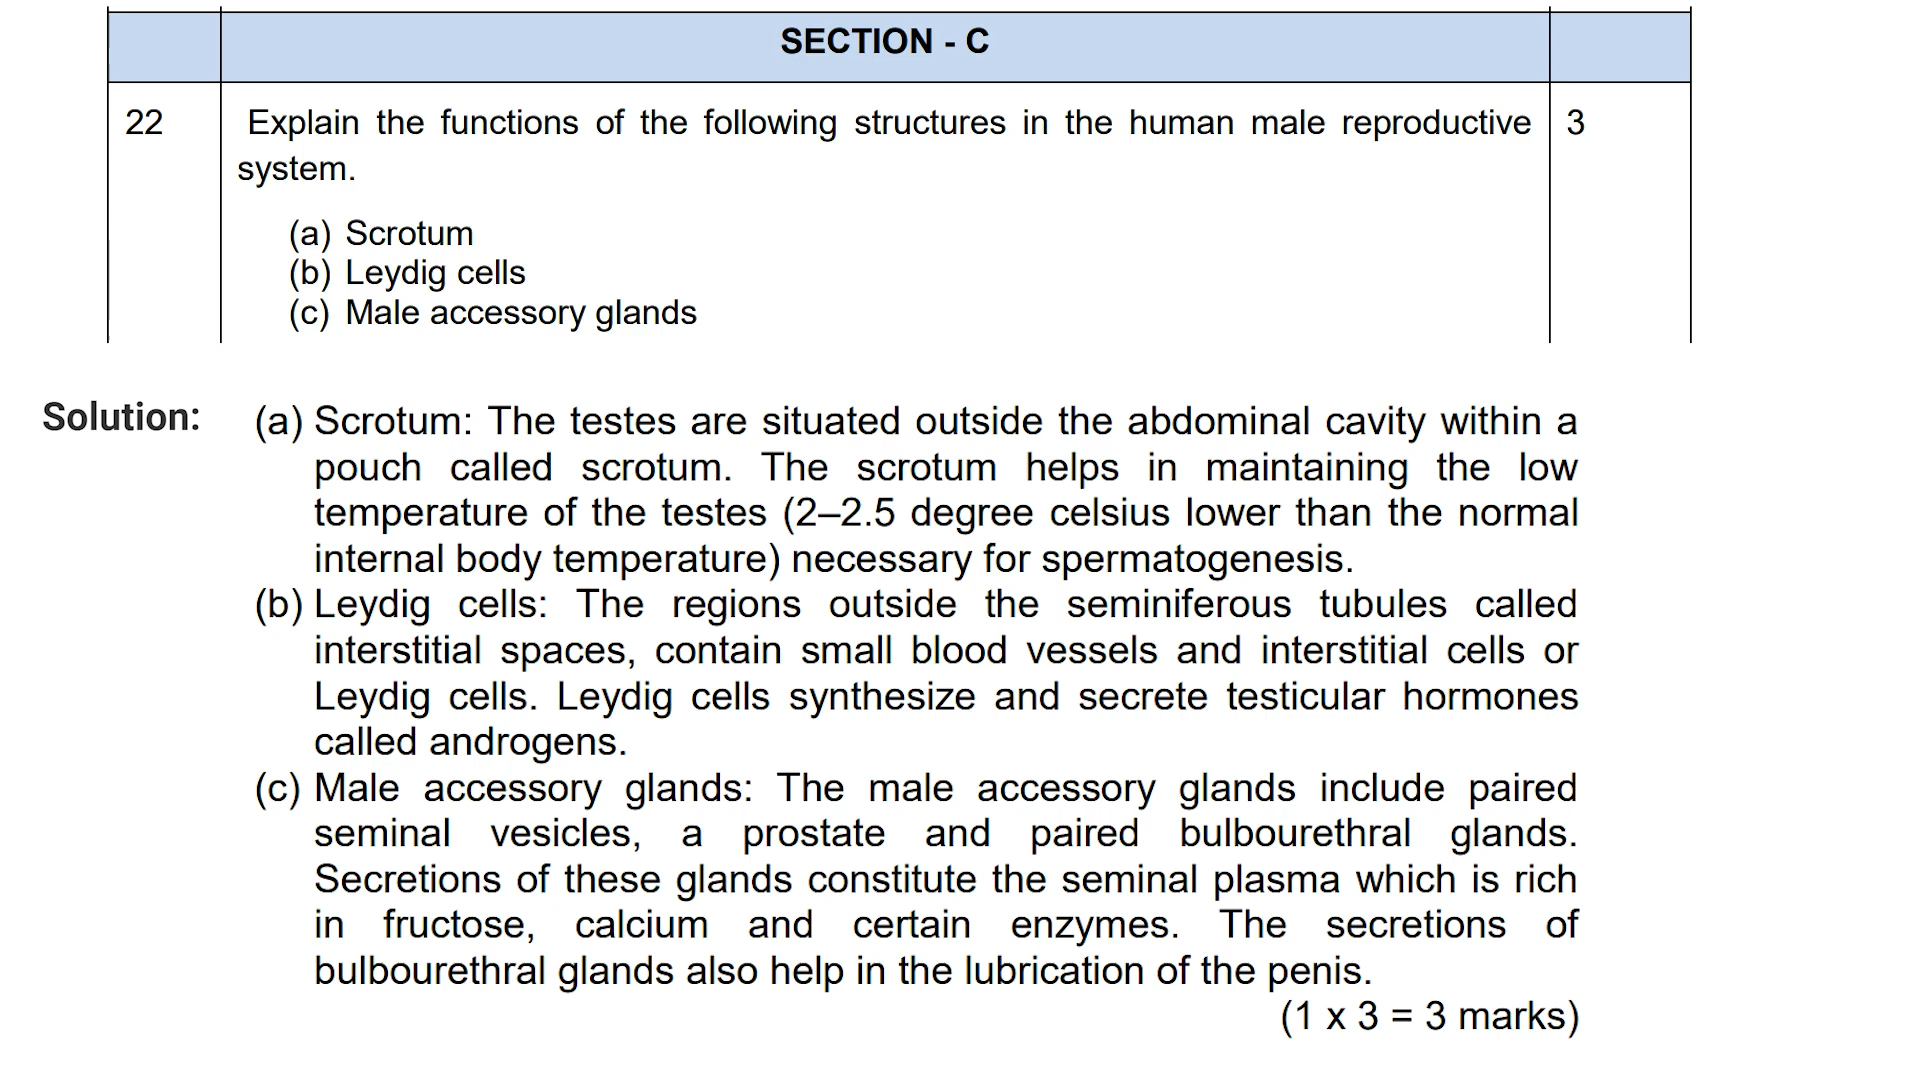 SECTION - C
22 Explain the functions of the following structures in the human male reproductive 3
system.
(a) Scrotum
(b) Leydig cells
(c) Male accessory glands
Solution: (a) Scrotum: The testes are situated outside the abdominal cavity within a
pouch called scrotum. The scrotum helps in maintaining the low
temperature of the testes (2–2.5 degree celsius lower than the normal
internal body temperature) necessary for spermatogenesis.
(b) Leydig cells: The regions outside the seminiferous tubules called
interstitial spaces, contain small blood vessels and interstitial cells or
Leydig cells. Leydig cells synthesize and secrete testicular hormones
called androgens.
(c) Male accessory glands: The male accessory glands include paired
seminal vesicles, a prostate and paired bulbourethral glands.
Secretions of these glands constitute the seminal plasma which is rich
in fructose, calcium and certain enzymes. The secretions of
bulbourethral glands also help in the lubrication of the penis.
(1 x 3 = 3 marks)